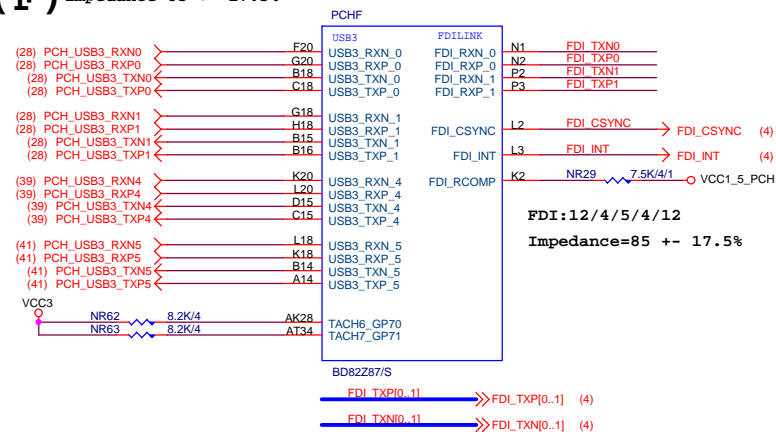 PCHF
USB3 FDILINK
(28) PCH_USB3_RXN0 F20 USB3_RXN_0 FDI_RXN_0 N1 FDI_TXN0
(28) PCH_USB3_RXP0 G20 USB3_RXP_0 FDI_RXP_0 N2 FDI_TXP0
(28) PCH_USB3_TXN0 B18 USB3_TXN_0 FDI_RXN_1 P2 FDI_TXN1
(28) PCH_USB3_TXP0 C18 USB3_TXP_0 FDI_RXP_1 P3 FDI_TXP1
(28) PCH_USB3_RXN1 G18 USB3_RXN_1
(28) PCH_USB3_RXP1 H18 USB3_RXP_1 FDI_CSYNC L2 FDI_CSYNC FDI_CSYNC (4)
(28) PCH_USB3_TXN1 B15 USB3_TXN_1
(28) PCH_USB3_TXP1 B16 USB3_TXP_1 FDI_INT L3 FDI_INT FDI_INT (4)
(39) PCH_USB3_RXN4 K20 USB3_RXN_4 FDI_RCOMP K2 NR29 7.5K/4/1 VCC1_5_PCH
(39) PCH_USB3_RXP4 L20 USB3_RXP_4
(39) PCH_USB3_TXN4 D15 USB3_TXN_4
(39) PCH_USB3_TXP4 C15 USB3_TXP_4
FDI:12/4/5/4/12
Impedance=85 +- 17.5%
(41) PCH_USB3_RXN5 L18 USB3_RXN_5
(41) PCH_USB3_RXP5 K18 USB3_RXP_5
(41) PCH_USB3_TXN5 B14 USB3_TXN_5
(41) PCH_USB3_TXP5 A14 USB3_TXP_5
VCC3
NR62 8.2K/4 AK28 TACH6_GP70
NR63 8.2K/4 AT34 TACH7_GP71
BD82Z87/S
FDI_TXP[0..1] FDI_TXP[0..1] (4)
FDI_TXN[0..1] FDI_TXN[0..1] (4)